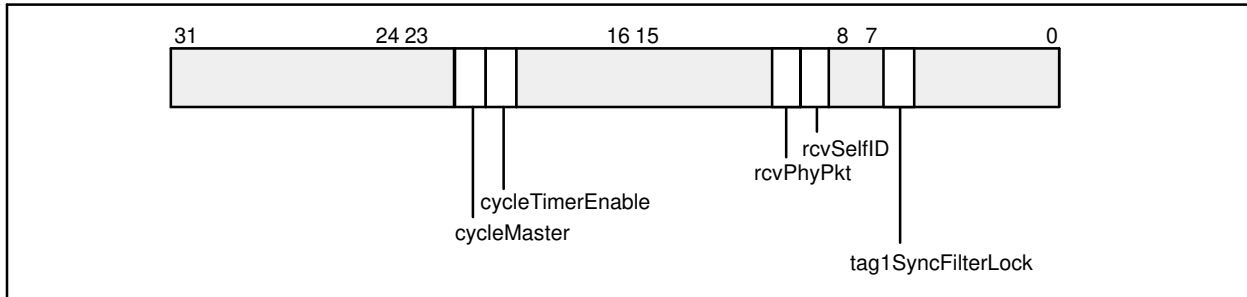 31 24 23 16 15 8 7 0
rcvSelfID
rcvPhyPkt
cycleTimerEnable
cycleMaster
tag1SyncFilterLock